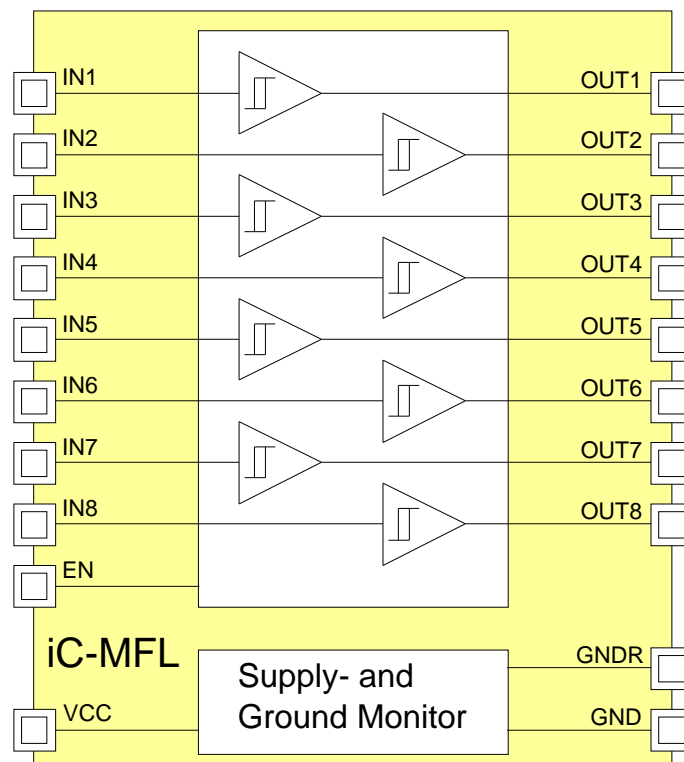 IN1
OUT1
IN2
OUT2
IN3
OUT3
IN4
OUT4
IN5
OUT5
IN6
OUT6
IN7
OUT7
IN8
OUT8
EN
iC-MFL
GNDR
Supply- and
Ground Monitor
VCC
GND